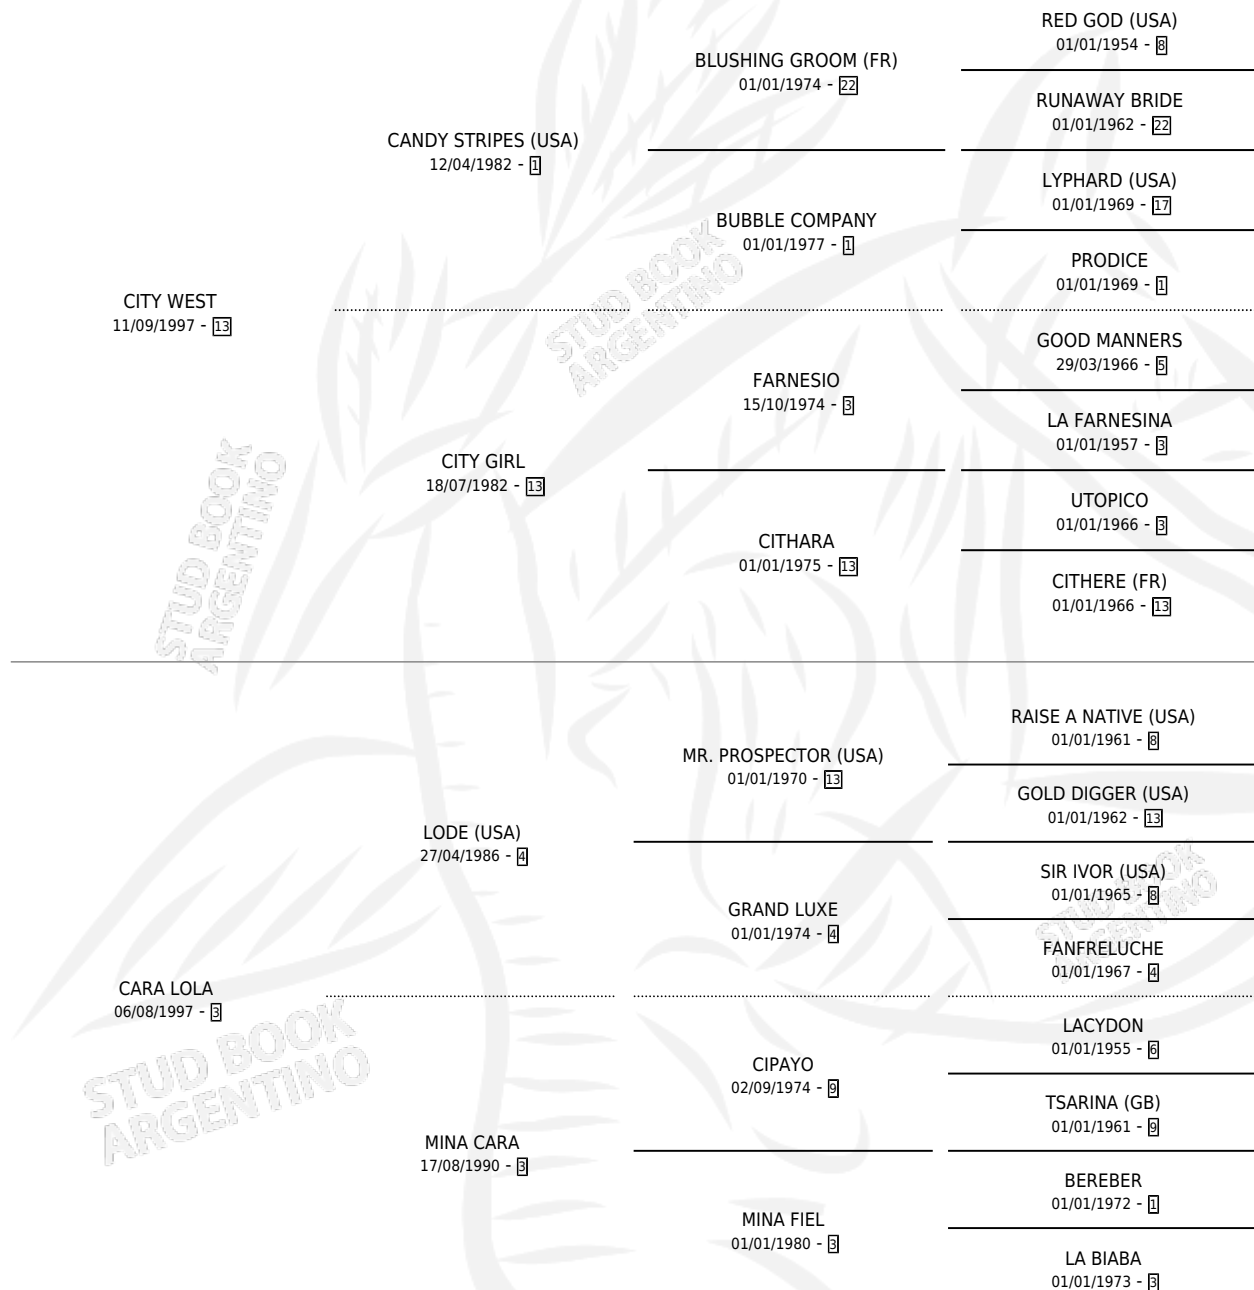 RED GOD (USA)
01/01/1954 - 8
BLUSHING GROOM (FR)
01/01/1974 - 22
RUNAWAY BRIDE
01/01/1962 - 22
CANDY STRIPES (USA)
12/04/1982 - 1
LYPHARD (USA)
01/01/1969 - 17
BUBBLE COMPANY
01/01/1977 - 1
PRODICE
01/01/1969 - 1
CITY WEST
11/09/1997 - 13
GOOD MANNERS
29/03/1966 - 5
FARNESIO
15/10/1974 - 3
LA FARNESINA
01/01/1957 - 3
CITY GIRL
18/07/1982 - 13
UTOPICO
01/01/1966 - 3
CITHARA
01/01/1975 - 13
CITHERE (FR)
01/01/1966 - 13
RAISE A NATIVE (USA)
01/01/1961 - 8
MR. PROSPECTOR (USA)
01/01/1970 - 13
GOLD DIGGER (USA)
01/01/1962 - 13
LODE (USA)
27/04/1986 - 4
SIR IVOR (USA)
01/01/1965 - 8
GRAND LUXE
01/01/1974 - 4
FANFRELUCHE
01/01/1967 - 4
CARA LOLA
06/08/1997 - 3
LACYDON
01/01/1955 - 6
CIPAYO
02/09/1974 - 9
TSARINA (GB)
01/01/1961 - 9
MINA CARA
17/08/1990 - 3
BEREBER
01/01/1972 - 1
MINA FIEL
01/01/1980 - 3
LA BIABA
01/01/1973 - 3
STUD BOOK
ARGENTINO
STUD BOOK
ARGENTINO
STUD BOOK
ARGENTINO
STUD BOOK
ARGENTINO